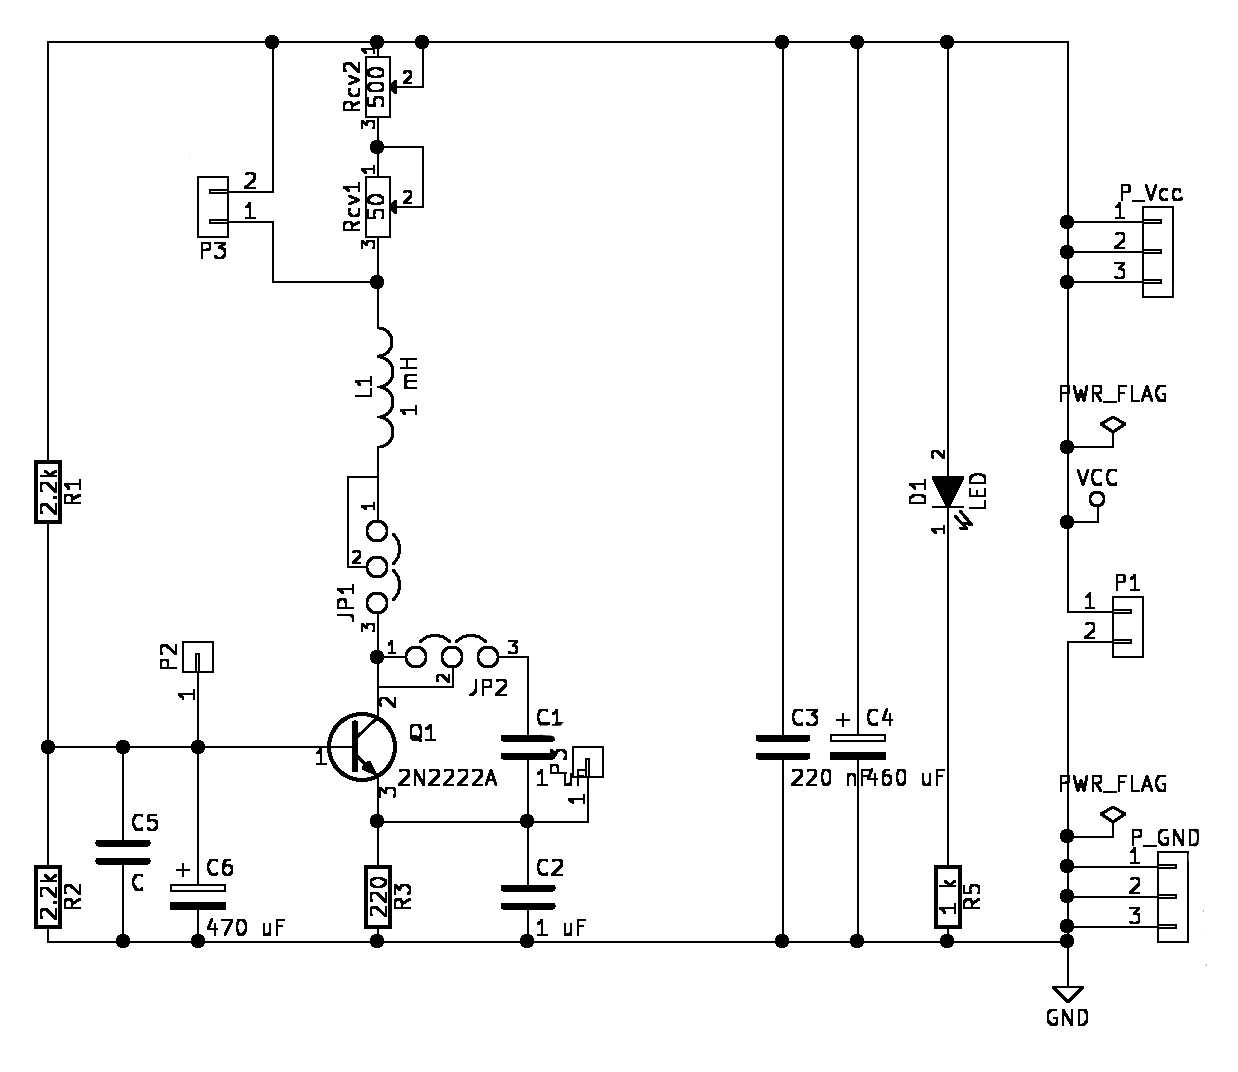 1
Rcv2
500
2
3
P3
2
1
1
Rcv1
50
2
3
P_Vcc
1
2
3
L1
1 mH
PWR_FLAG
VCC
R1
2.2k
1
2
3
JP1
2
D1
LED
1
P1
1
2
P2
1
1
2
3
JP2
2
Q1
1
2N2222A
3
C1
1 uF
P3
1
C3
220 nF
+
C4
460 uF
PWR_FLAG
P_GND
1
2
3
C5
C
+
C6
470 uF
R2
2.2k
R3
220
C2
1 uF
R5
1 k
GND